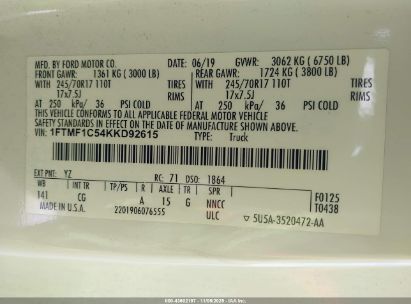 MFD. BY FORD MOTOR CO. DATE: 06/19 GVWR: 3062 KG (6750 LB)
FRONT GAWR: 1361 KG (3000 LB) REAR GAWR: 1724 KG (3800 LB)
WITH 245/70R17 110T TIRES WITH 245/70R17 110T TIRES
17x7.5J RIMS 17x7.5J RIMS
AT 250 kPa/ 36 PSI COLD AT 250 kPa/ 36 PSI COLD
THIS VEHICLE CONFORMS TO ALL APPLICABLE FEDERAL MOTOR VEHICLE
SAFETY STANDARDS IN EFFECT ON THE DATE OF MANUFACTURE SHOWN ABOVE.
VIN: 1FTMF1C54KKD92615 TYPE: Truck
EXT PNT: YZ RC: 71 DSO: 1864
WB INT TR TP/PS R AXLE TR SPR F0125
141 CG A 15 G NNCC T0438
MADE IN U.S.A. 2201906076555 ULC 5U5A-3520472-AA